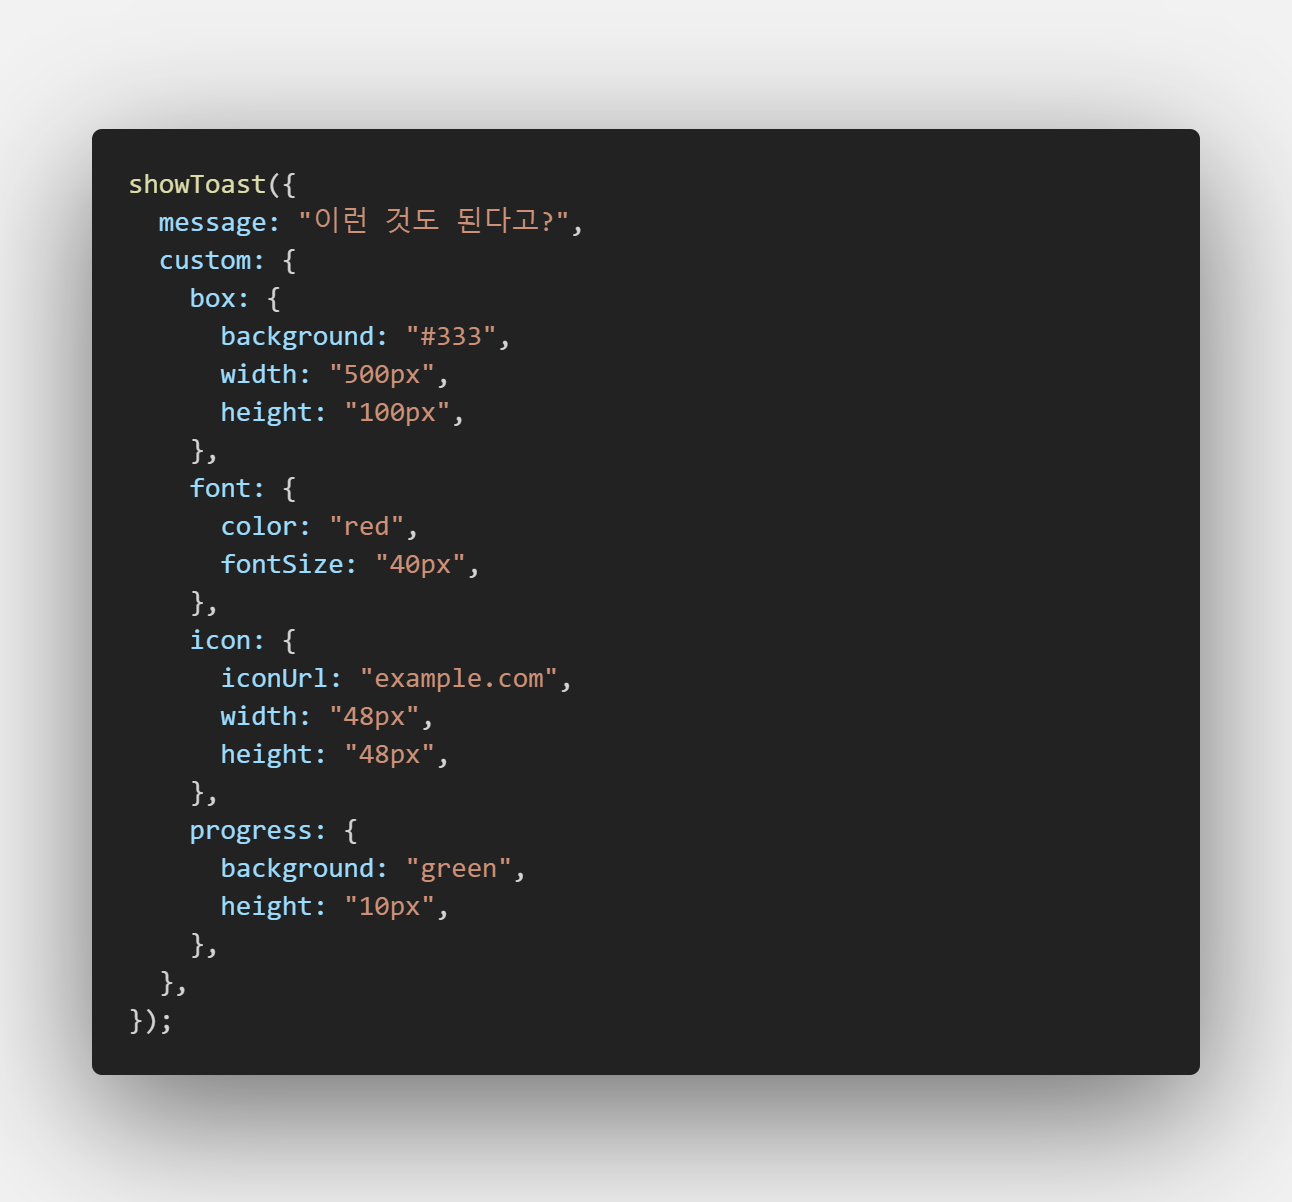 showToast({
  message: "이런 것도 된다고?",
  custom: {
    box: {
      background: "#333",
      width: "500px",
      height: "100px",
    },
    font: {
      color: "red",
      fontSize: "40px",
    },
    icon: {
      iconUrl: "example.com",
      width: "48px",
      height: "48px",
    },
    progress: {
      background: "green",
      height: "10px",
    },
  },
});